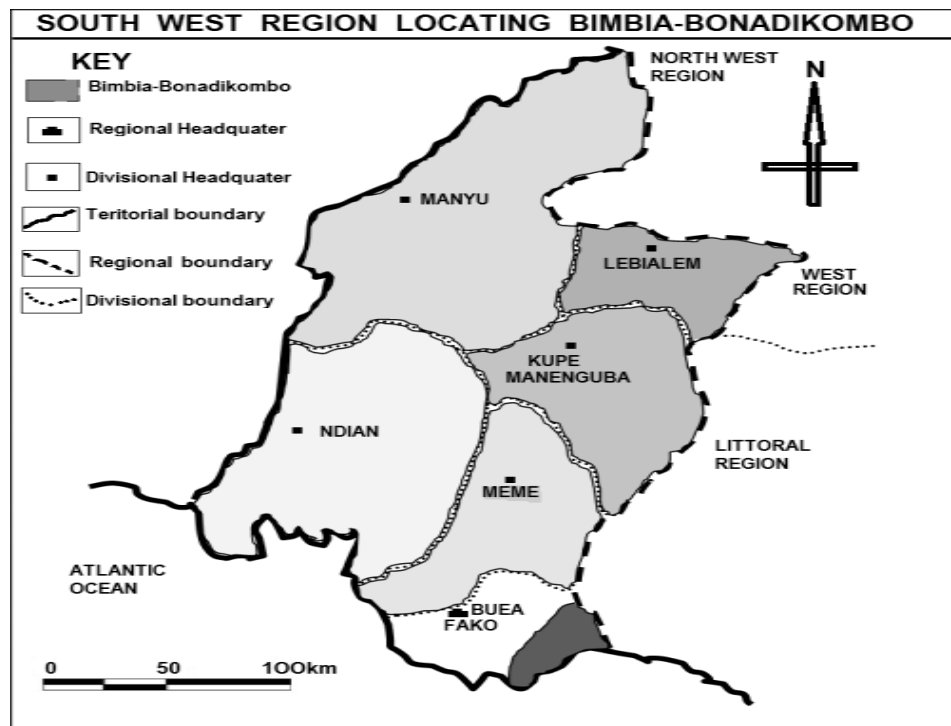 SOUTH WEST REGION LOCATING BIMBIA-BONADIKOMBO
KEY
Bimbia-Bonadikombo
Regional Headquater
Divisional Headquater
Teritorial boundary
Regional boundary
Divisional boundary
NORTH WEST
REGION
N
MANYU
LEBIALEM
WEST
REGION
KUPE
MANENGUBA
NDIAN
LITTORAL
REGION
MEME
ATLANTIC
OCEAN
BUEA
FAKO
0 50 100km